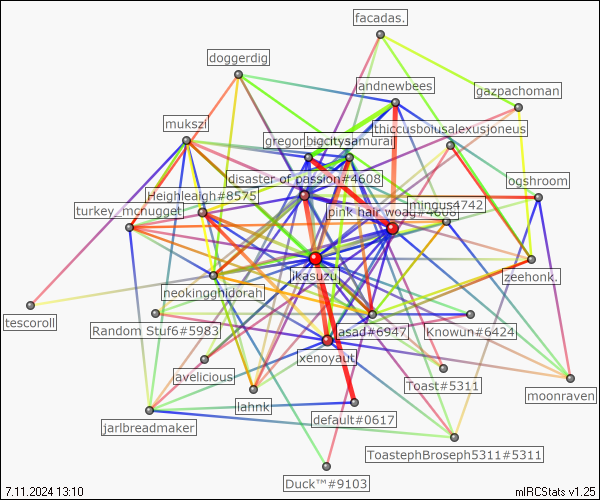 facadas.
doggerdig
andnewbees
gazpachoman
mukszi
thiccusboiusalexusjoneus
gregor
bigcitysamurai
disaster of passion#4608
ogshroom
Heighleaigh#8575
mingus4742
turkey_mcnugget
pink hair woag#4608
ikasuzu
zeehonk.
neokingghidorah
tescoroll
Random Stuf6#5983
asad#6947
Knowun#6424
xenoyaut
avelicious
Toast#5311
moonraven
lahnk
default#0617
jarlbreadmaker
ToastephBroseph5311#5311
Duck™#9103
7.11.2024 13:10
mIRCStats v1.25